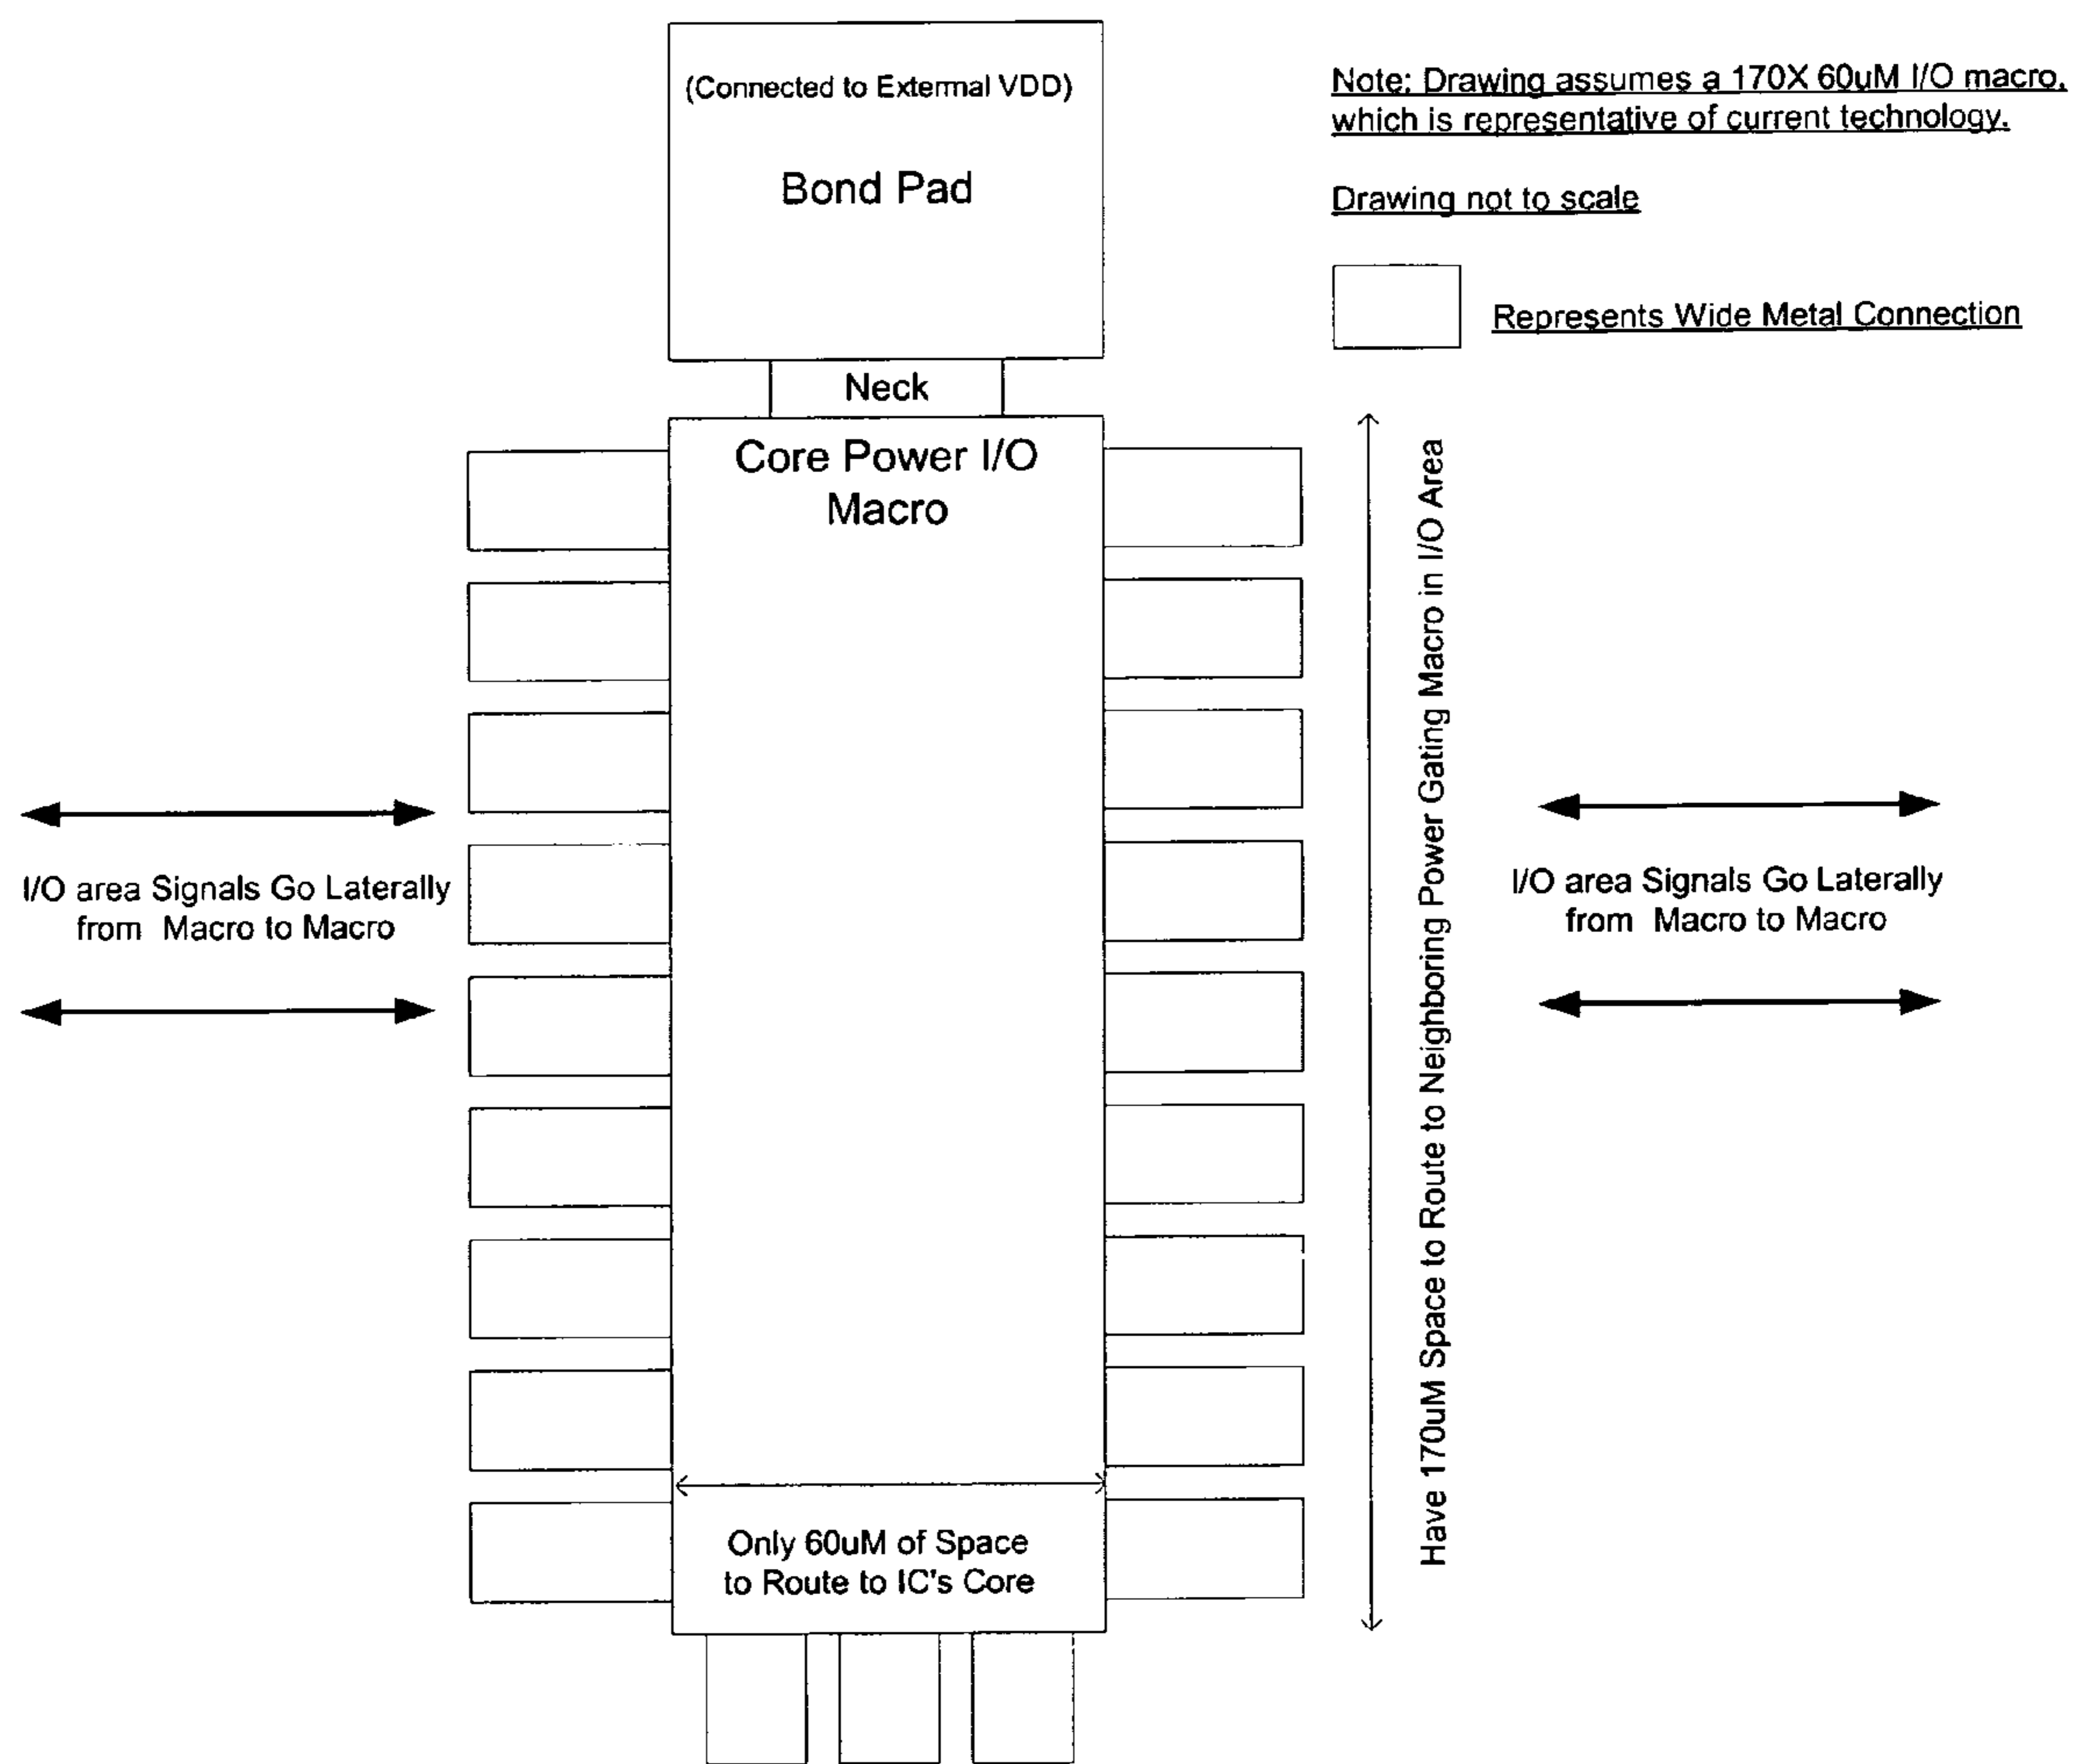 (Connected to External VDD)
Bond Pad
Neck
Core Power I/O
Macro
Note: Drawing assumes a 170X 60uM I/O macro,
which is representative of current technology.
Drawing not to scale
Represents Wide Metal Connection
I/O area Signals Go Laterally
from Macro to Macro
Have 170uM Space to Route to Neighboring Power Gating Macro in I/O Area
I/O area Signals Go Laterally
from Macro to Macro
Only 60uM of Space
to Route to IC's Core